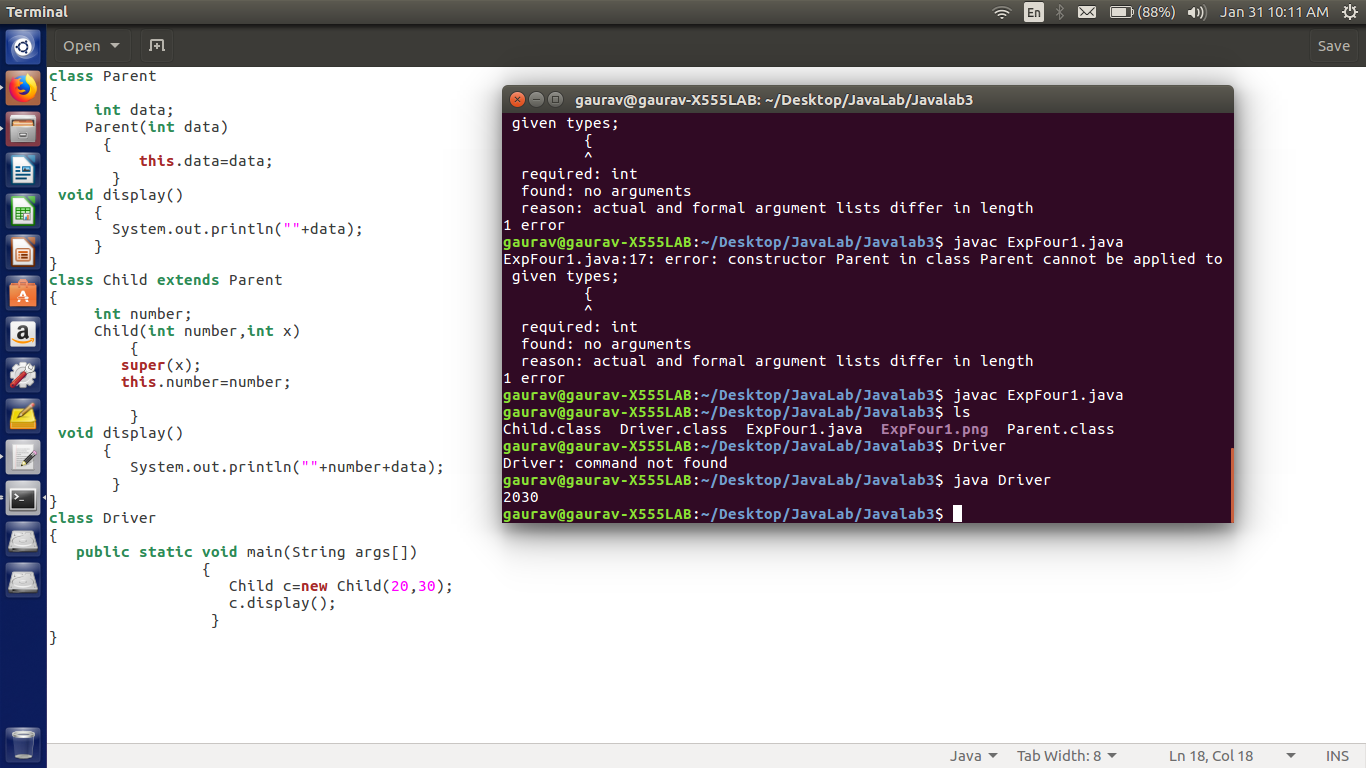 Terminal
En
(88%)
Jan 31 10:11 AM
Open
Save
class Parent
{
     int data;
    Parent(int data)
      {
          this.data=data;
       }
 void display()
     {
       System.out.println(""+data);
     }
}
class Child extends Parent
{
     int number;
     Child(int number,int x)
         {
        super(x);
        this.number=number;
         }
 void display()
      {
         System.out.println(""+number+data);
       }
}
class Driver
{
   public static void main(String args[])
                 {
                    Child c=new Child(20,30);
                    c.display();
                  }
}
gaurav@gaurav-X555LAB: ~/Desktop/JavaLab/Javalab3
 given types;
         {
         ^
  required: int
  found: no arguments
  reason: actual and formal argument lists differ in length
1 error
gaurav@gaurav-X555LAB:~/Desktop/JavaLab/Javalab3$ javac ExpFour1.java
ExpFour1.java:17: error: constructor Parent in class Parent cannot be applied to
 given types;
         {
         ^
  required: int
  found: no arguments
  reason: actual and formal argument lists differ in length
1 error
gaurav@gaurav-X555LAB:~/Desktop/JavaLab/Javalab3$ javac ExpFour1.java
gaurav@gaurav-X555LAB:~/Desktop/JavaLab/Javalab3$ ls
Child.class  Driver.class  ExpFour1.java  ExpFour1.png  Parent.class
gaurav@gaurav-X555LAB:~/Desktop/JavaLab/Javalab3$ Driver
Driver: command not found
gaurav@gaurav-X555LAB:~/Desktop/JavaLab/Javalab3$ java Driver
2030
gaurav@gaurav-X555LAB:~/Desktop/JavaLab/Javalab3$
Java
Tab Width: 8
Ln 18, Col 18
INS